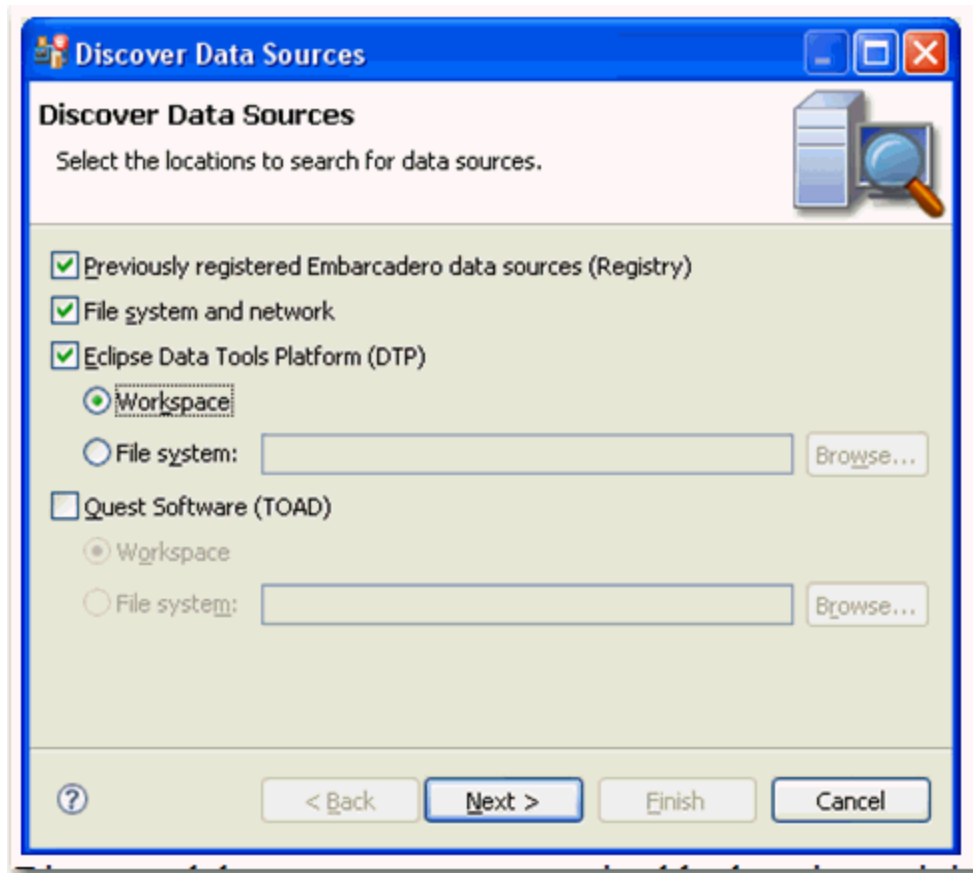 Discover Data Sources
Discover Data Sources
Select the locations to search for data sources.
Previously registered Embarcadero data sources (Registry)
File system and network
Eclipse Data Tools Platform (DTP)
Workspace
File system: Browse...
Quest Software (TOAD)
Workspace
File system: Browse...
? < Back Next > Finish Cancel